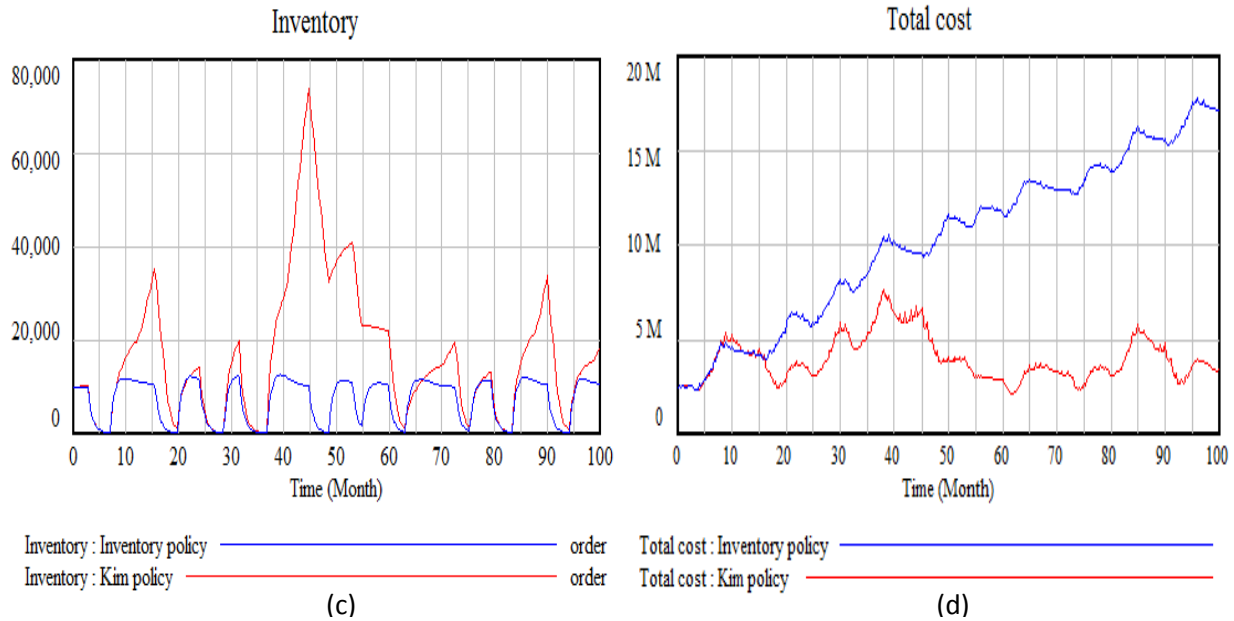 Inventory
80,000
60,000
40,000
20,000
0
0 10 20 30 40 50 60 70 80 90 100
Time (Month)
Inventory : Inventory policy order
Inventory : Kim policy order
(c)
Total cost
20 M
15 M
10 M
5 M
0
0 10 20 30 40 50 60 70 80 90 100
Time (Month)
Total cost : Inventory policy
Total cost : Kim policy
(d)